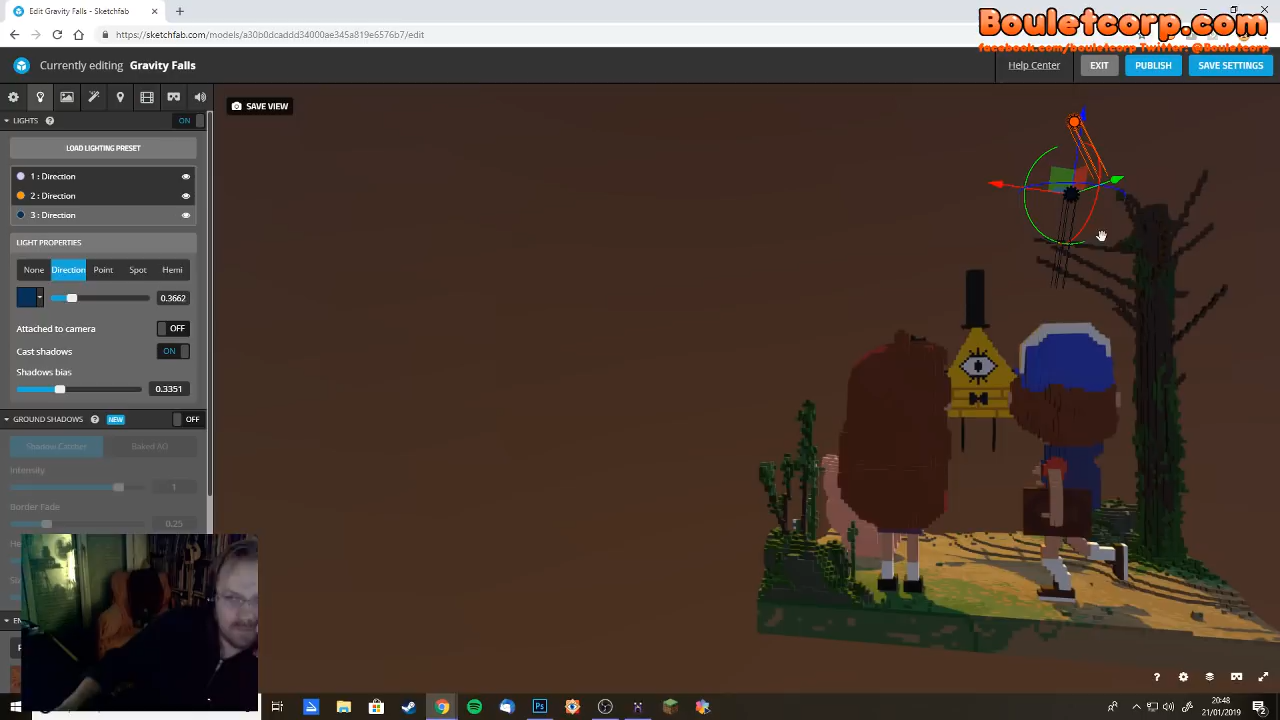 Edit Gravity Falls - Sketchfab
https://sketchfab.com/models/a30b0dcabd34000ae345a819e6576b7/edit
Bouletcorp.com
facebook.com/bouletcorp Twitter: @Bouletcorp
Currently editing Gravity Falls
Help Center
EXIT
PUBLISH
SAVE SETTINGS
LIGHTS
ON
SAVE VIEW
LOAD LIGHTING PRESET
1 : Direction
2 : Direction
3 : Direction
LIGHT PROPERTIES
None Direction Point Spot Hemi
0.3662
Attached to camera OFF
Cast shadows ON
Shadows bias
0.3351
GROUND SHADOWS NEW OFF
Shadow Catcher Baked AO
Intensity
1
Border Fade
0.25
20:48
21/01/2019